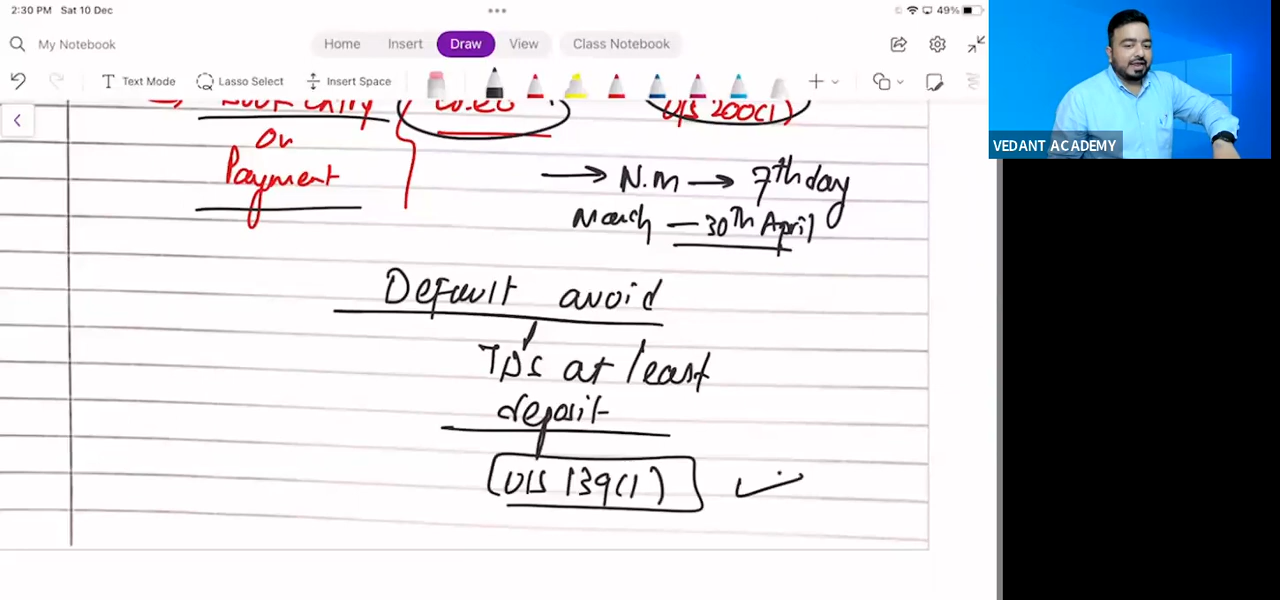 2:30 PM Sat 10 Dec
49%
My Notebook
Home Insert Draw View Class Notebook
Text Mode Lasso Select Insert Space
VEDANT ACADEMY
U/S 200(1)
Or
Payment
N.M 7th day
March — 30th April
Default avoid
TDS at least
deposit
U/S 139(1)